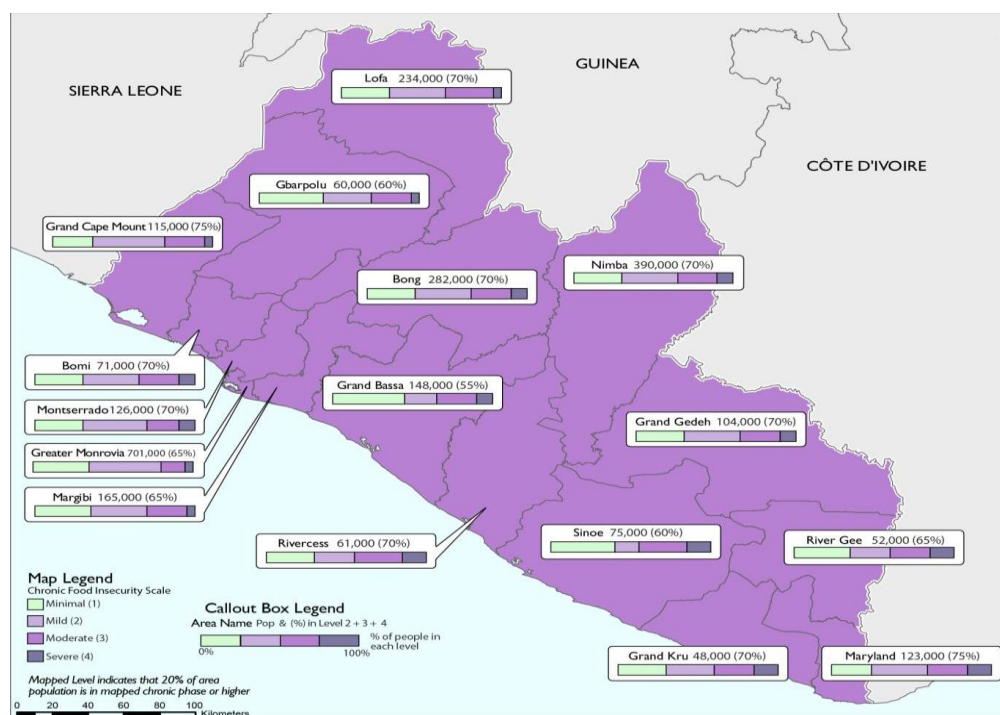 GUINEA
Lofa 234,000 (70%)
SIERRA LEONE
CÔTE D'IVOIRE
Gbarpolu 60,000 (60%)
Grand Cape Mount 115,000 (75%)
Nimba 390,000 (70%)
Bong 282,000 (70%)
Bomi 71,000 (70%)
Grand Bassa 148,000 (55%)
Montserrado 126,000 (70%)
Grand Gedeh 104,000 (70%)
Greater Monrovia 701,000 (65%)
Margibi 165,000 (65%)
Sinoe 75,000 (60%)
Rivercess 61,000 (70%)
River Gee 52,000 (65%)
Grand Kru 48,000 (70%)
Maryland 123,000 (75%)
Map Legend
Chronic Food Insecurity Scale
Minimal (1)
Mild (2)
Moderate (3)
Severe (4)
Callout Box Legend
Area Name Pop & (%) in Level 2 + 3 + 4
% of people in
each level
0% 100%
Mapped Level indicates that 20% of area
population is in mapped chronic phase or higher
0 20 40 60 80 100
Kilometers